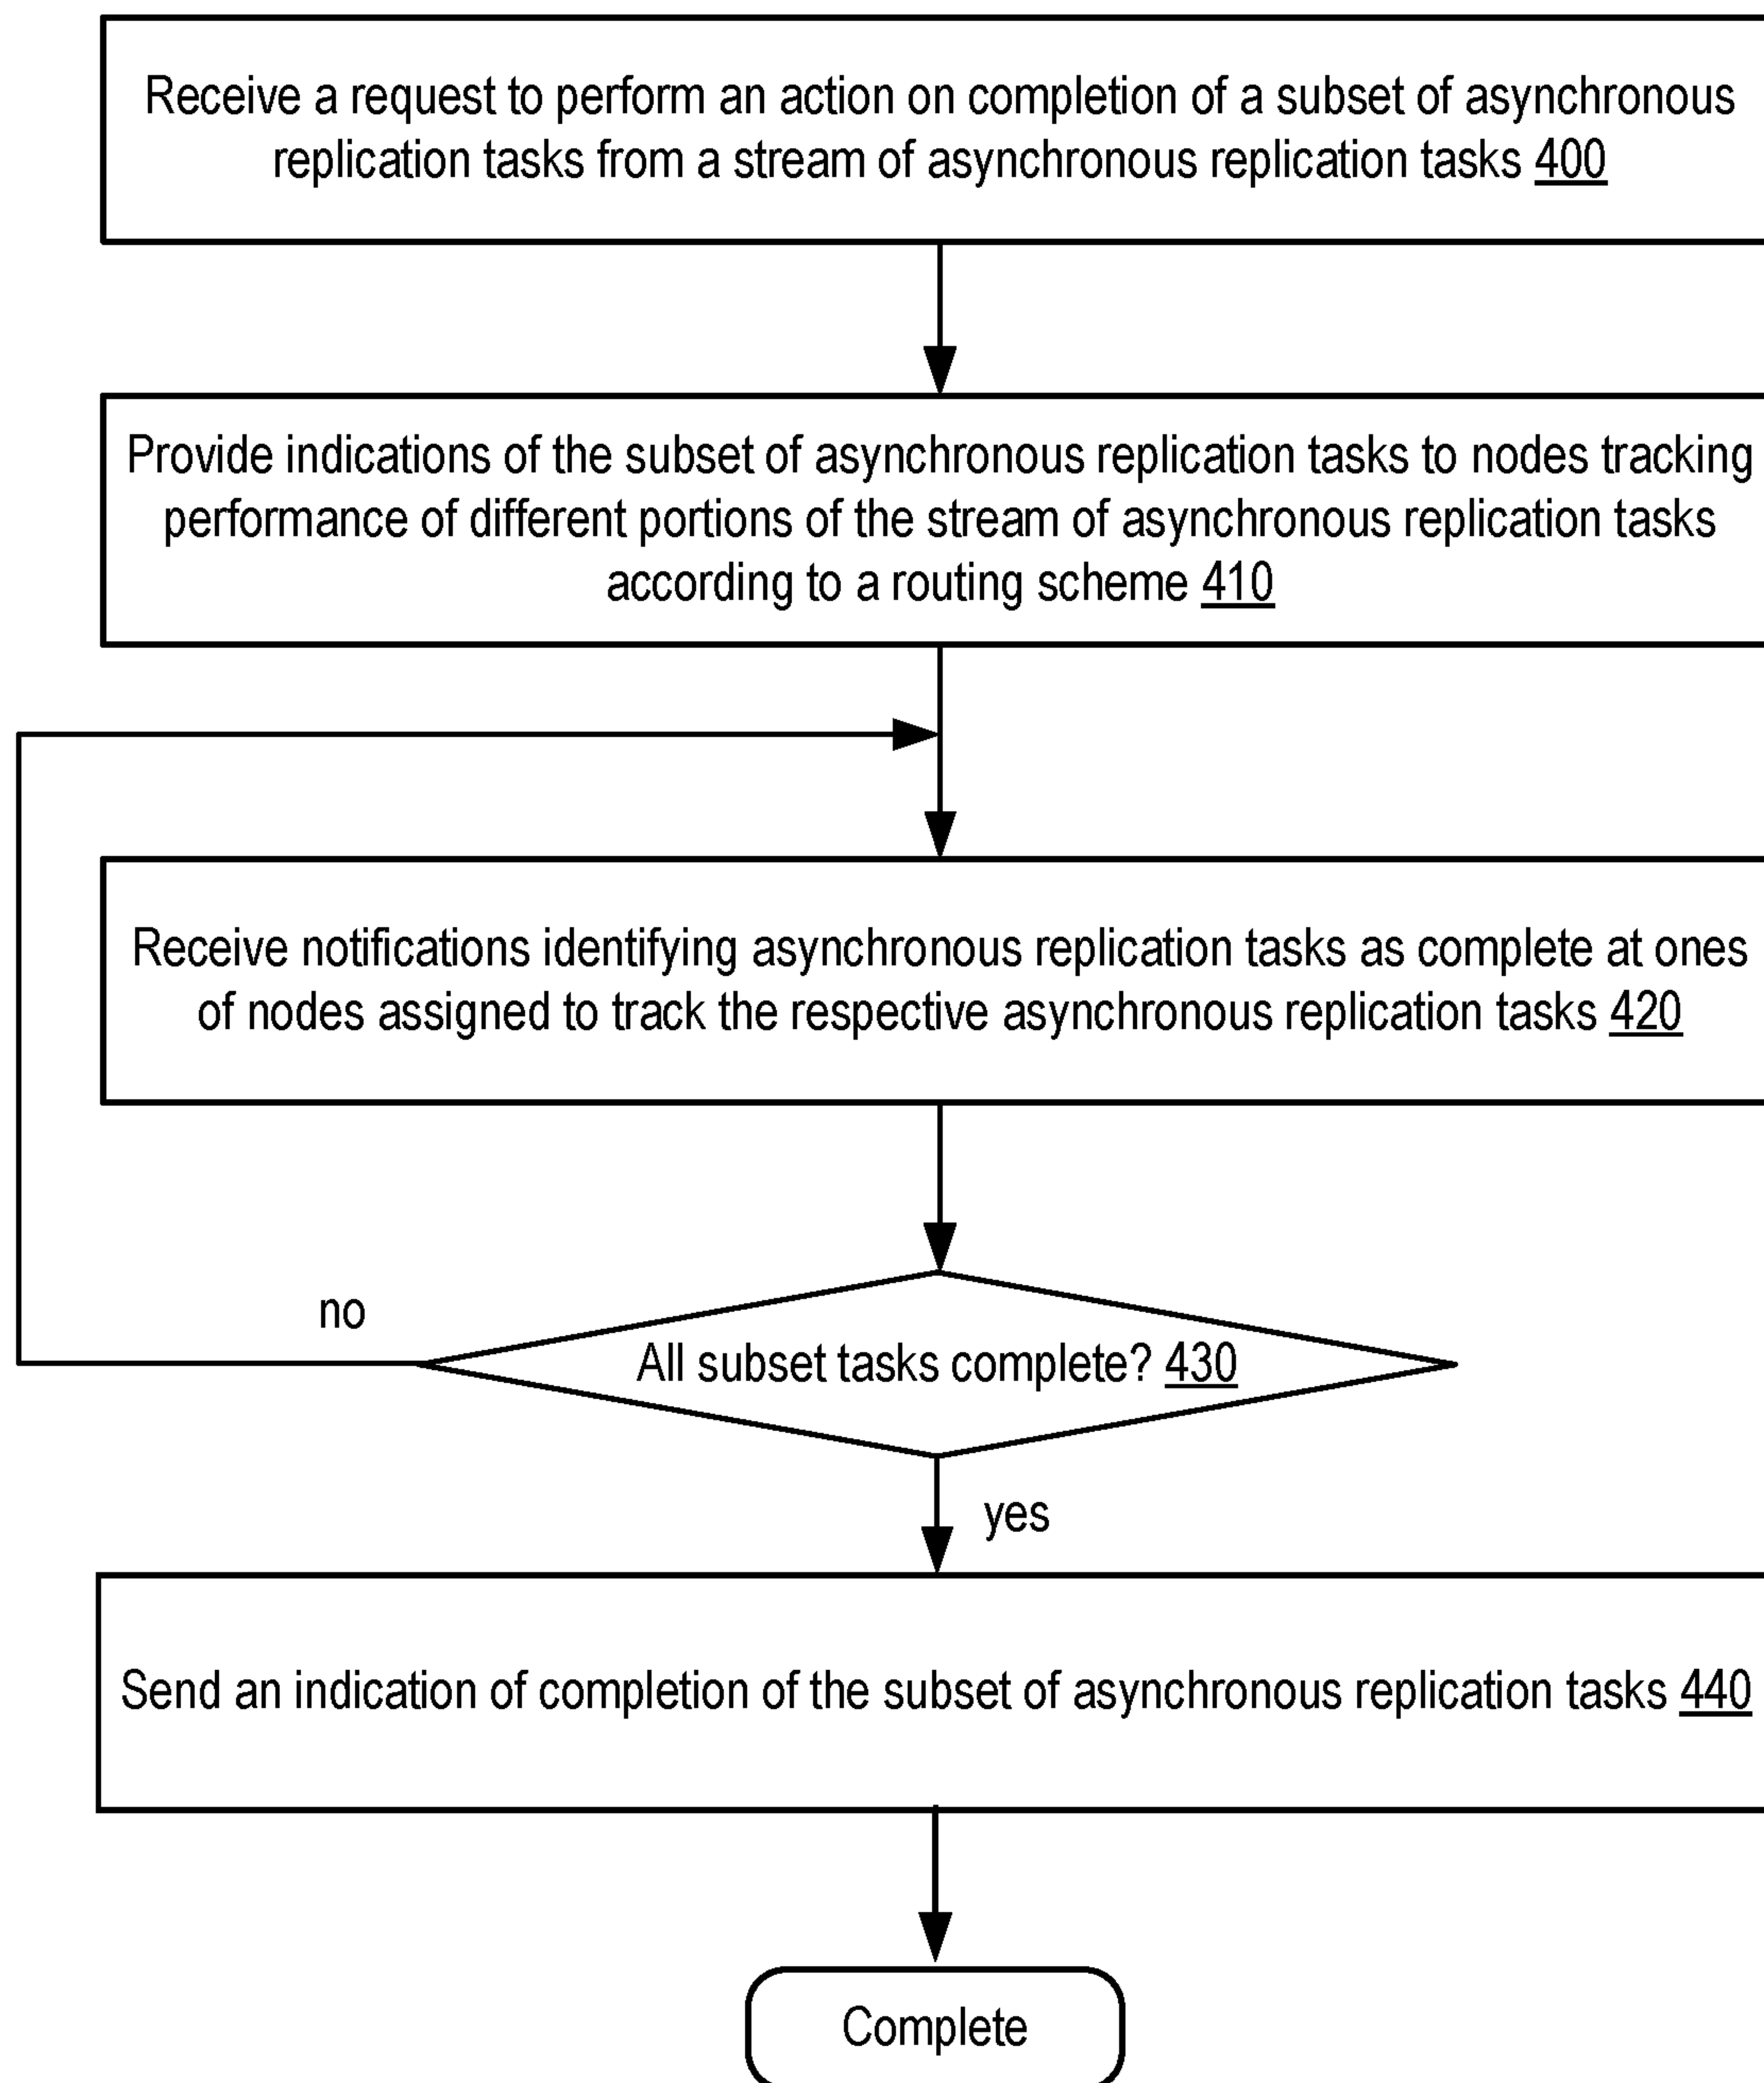 Receive a request to perform an action on completion of a subset of asynchronous
replication tasks from a stream of asynchronous replication tasks 400
Provide indications of the subset of asynchronous replication tasks to nodes tracking
performance of different portions of the stream of asynchronous replication tasks
according to a routing scheme 410
Receive notifications identifying asynchronous replication tasks as complete at ones
of nodes assigned to track the respective asynchronous replication tasks 420
no
All subset tasks complete? 430
yes
Send an indication of completion of the subset of asynchronous replication tasks 440
Complete